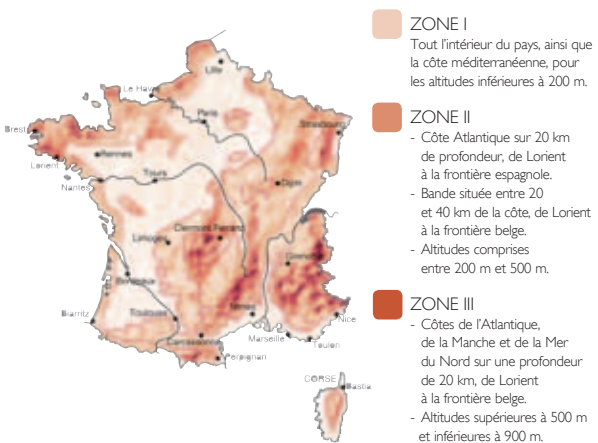 ZONE I
Tout l'intérieur du pays, ainsi que
la côte méditerranéenne, pour
les altitudes inférieures à 200 m.
ZONE II
- Côte Atlantique sur 20 km
de profondeur, de Lorient
à la frontière espagnole.
- Bande située entre 20
et 40 km de la côte, de Lorient
à la frontière belge.
- Altitudes comprises
entre 200 m et 500 m.
ZONE III
- Côtes de l'Atlantique,
de la Manche et de la Mer
du Nord sur une profondeur
de 20 km, de Lorient
à la frontière belge.
- Altitudes supérieures à 500 m
et inférieures à 900 m.
Lille
Le Havre
Paris
Strasbourg
Brest
Rennes
Lorient
Nantes
Tours
Dijon
Limoges
Clermont Ferrand
Grenoble
Bordeaux
Biarritz
Toulouse
Nimes
Nice
Carcassonne
Marseille
Toulon
Perpignan
CORSE
Bastia